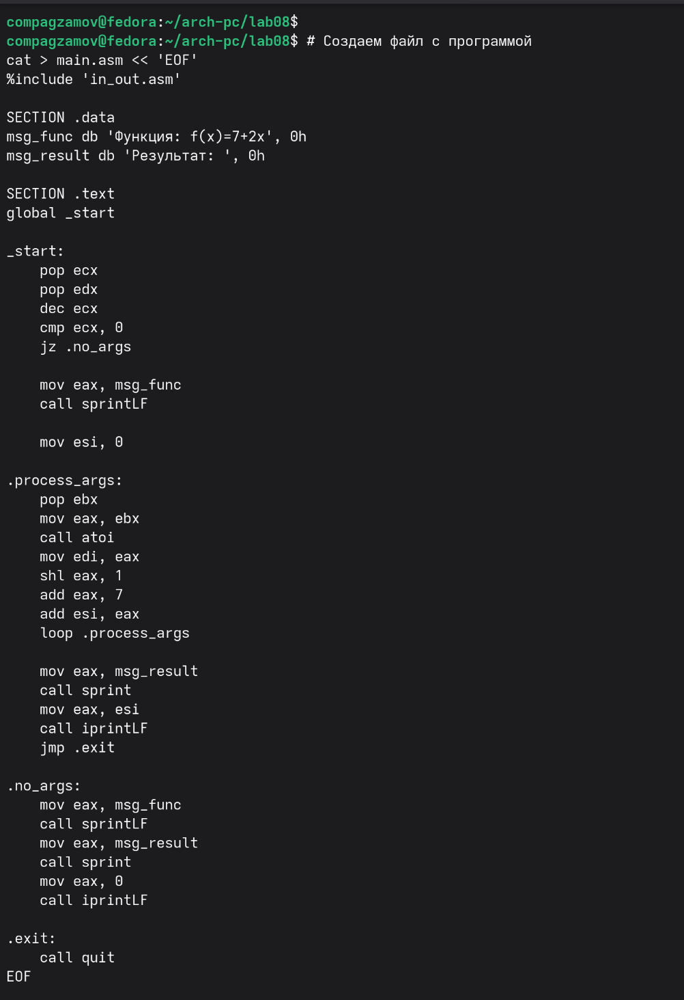 compagzamov@fedora:~/arch-pc/lab08$
compagzamov@fedora:~/arch-pc/lab08$ # Создаем файл с программой
cat > main.asm << 'EOF'
%include 'in_out.asm'

SECTION .data
msg_func db 'Функция: f(x)=7+2x', 0h
msg_result db 'Результат: ', 0h

SECTION .text
global _start

_start:
    pop ecx
    pop edx
    dec ecx
    cmp ecx, 0
    jz .no_args

    mov eax, msg_func
    call sprintLF

    mov esi, 0

.process_args:
    pop ebx
    mov eax, ebx
    call atoi
    mov edi, eax
    shl eax, 1
    add eax, 7
    add esi, eax
    loop .process_args

    mov eax, msg_result
    call sprint
    mov eax, esi
    call iprintLF
    jmp .exit

.no_args:
    mov eax, msg_func
    call sprintLF
    mov eax, msg_result
    call sprint
    mov eax, 0
    call iprintLF

.exit:
    call quit
EOF